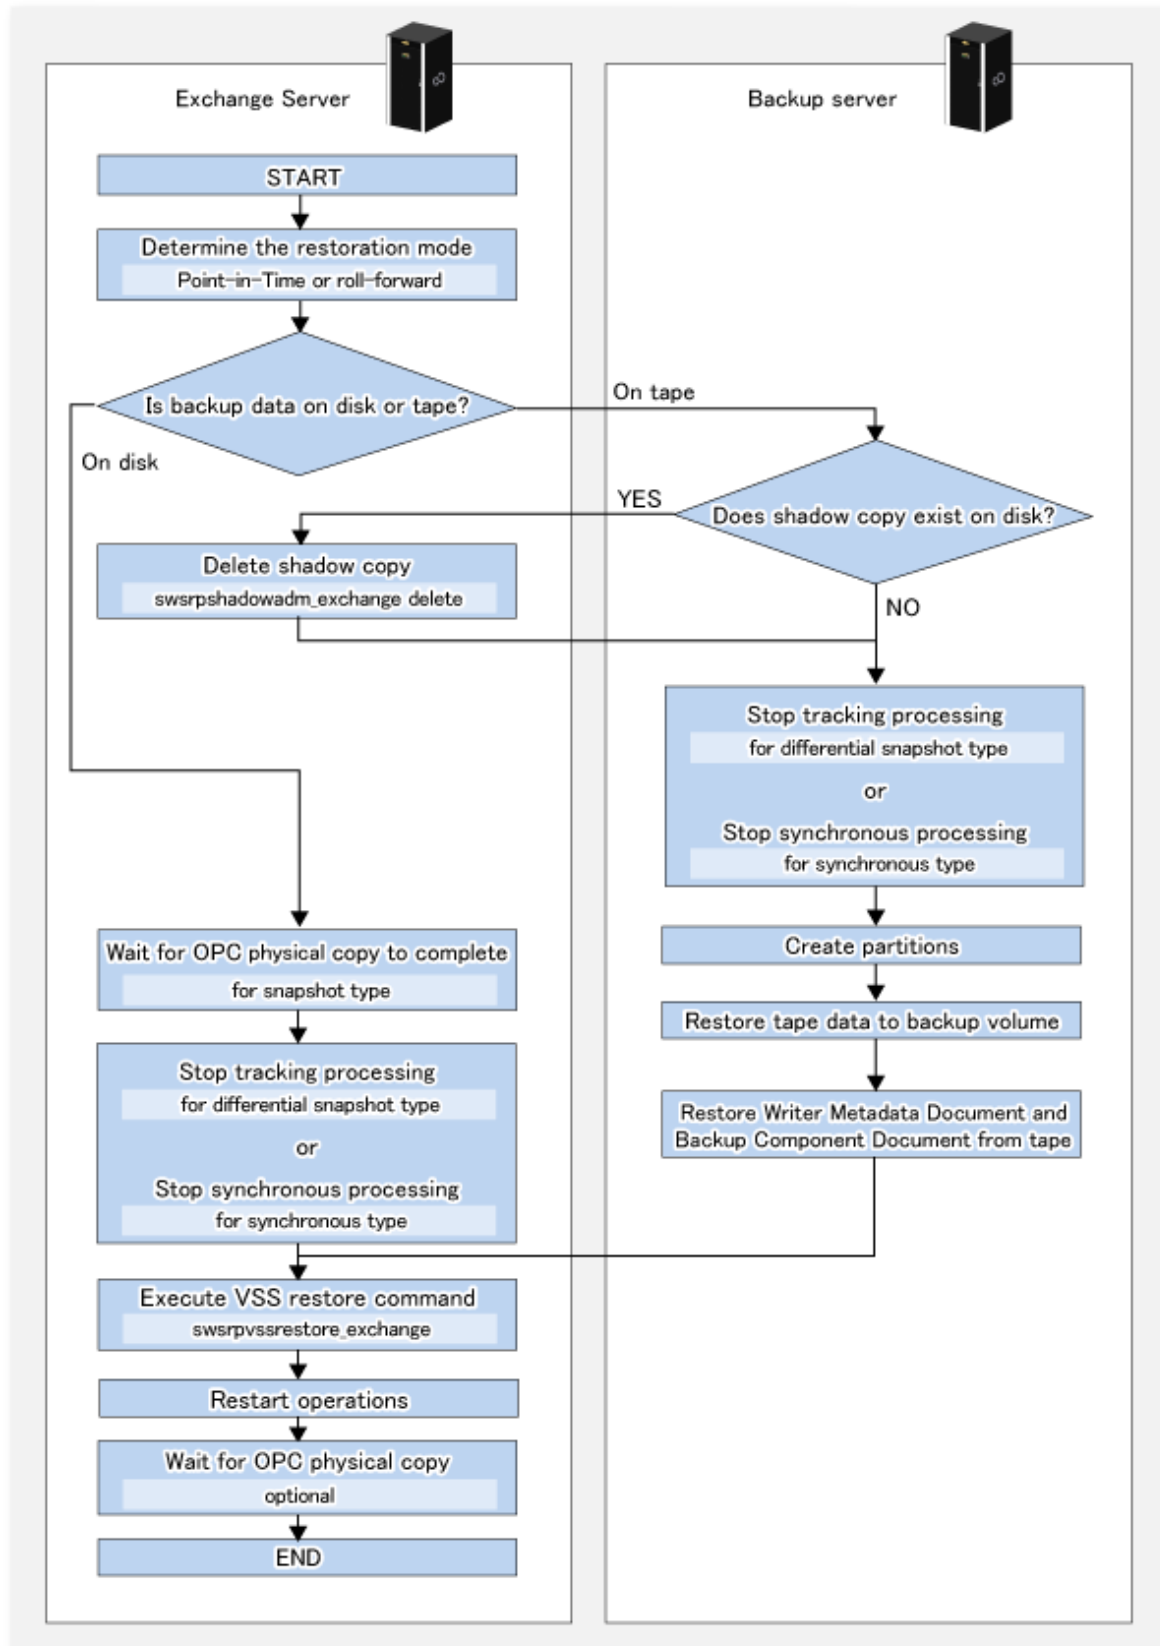 Exchange Server
Backup server
START
Determine the restoration mode
Point-in-Time or roll-forward
Is backup data on disk or tape?
On tape
On disk
YES
Does shadow copy exist on disk?
Delete shadow copy
swsrpshadowadm_exchange delete
NO
Stop tracking processing
for differential snapshot type
or
Stop synchronous processing
for synchronous type
Create partitions
Restore tape data to backup volume
Restore Writer Metadata Document and
Backup Component Document from tape
Wait for OPC physical copy to complete
for snapshot type
Stop tracking processing
for differential snapshot type
or
Stop synchronous processing
for synchronous type
Execute VSS restore command
swsrpvssrestore_exchange
Restart operations
Wait for OPC physical copy
optional
END